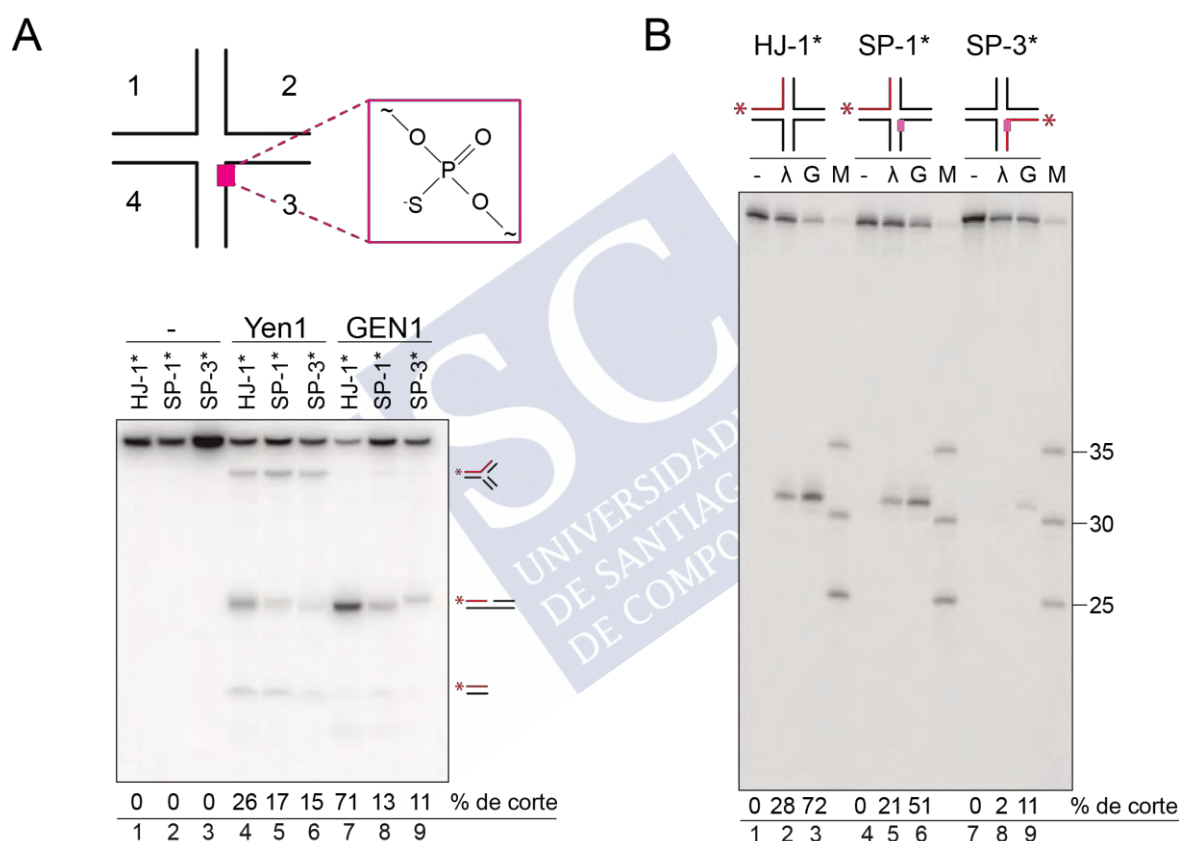 A
1 2
4 3
O O
P
-S O
~ ~
- Yen1 GEN1
HJ-1* SP-1* SP-3* HJ-1* SP-1* SP-3* HJ-1* SP-1* SP-3*
*
*
*
0 0 0 26 17 15 71 13 11 % de corte
1 2 3 4 5 6 7 8 9
B
HJ-1* SP-1* SP-3*
* * *
- λ G M - λ G M - λ G M
35
30
25
0 28 72 0 21 51 0 2 11 % de corte
1 2 3 4 5 6 7 8 9
SC
UNIVERSIDADE
DE SANTIAG
DE COMPO